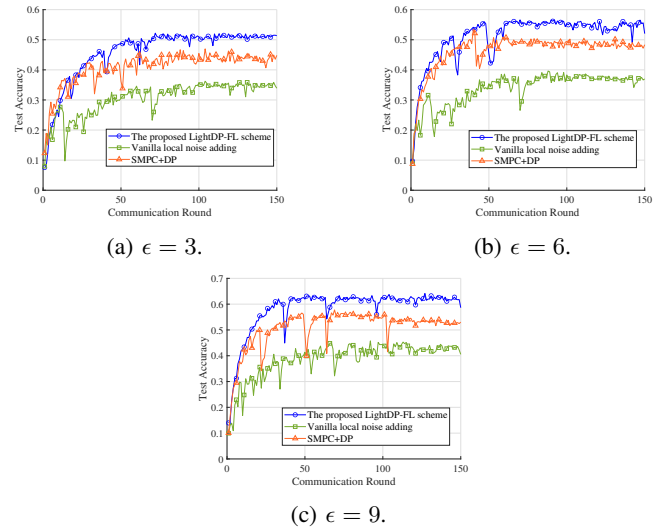 0.6
0.5
0.4
0.3
0.2
0.1
0
Test Accuracy
The proposed LightDP-FL scheme
Vanilla local noise adding
SMPC+DP
0 50 100 150
Communication Round
(a) ϵ = 3.
0.6
0.5
0.4
0.3
0.2
0.1
0
Test Accuracy
The proposed LightDP-FL scheme
Vanilla local noise adding
SMPC+DP
0 50 100 150
Communication Round
(b) ϵ = 6.
0.7
0.6
0.5
0.4
0.3
0.2
0.1
0
Test Accuracy
The proposed LightDP-FL scheme
Vanilla local noise adding
SMPC+DP
0 50 100 150
Communication Round
(c) ϵ = 9.